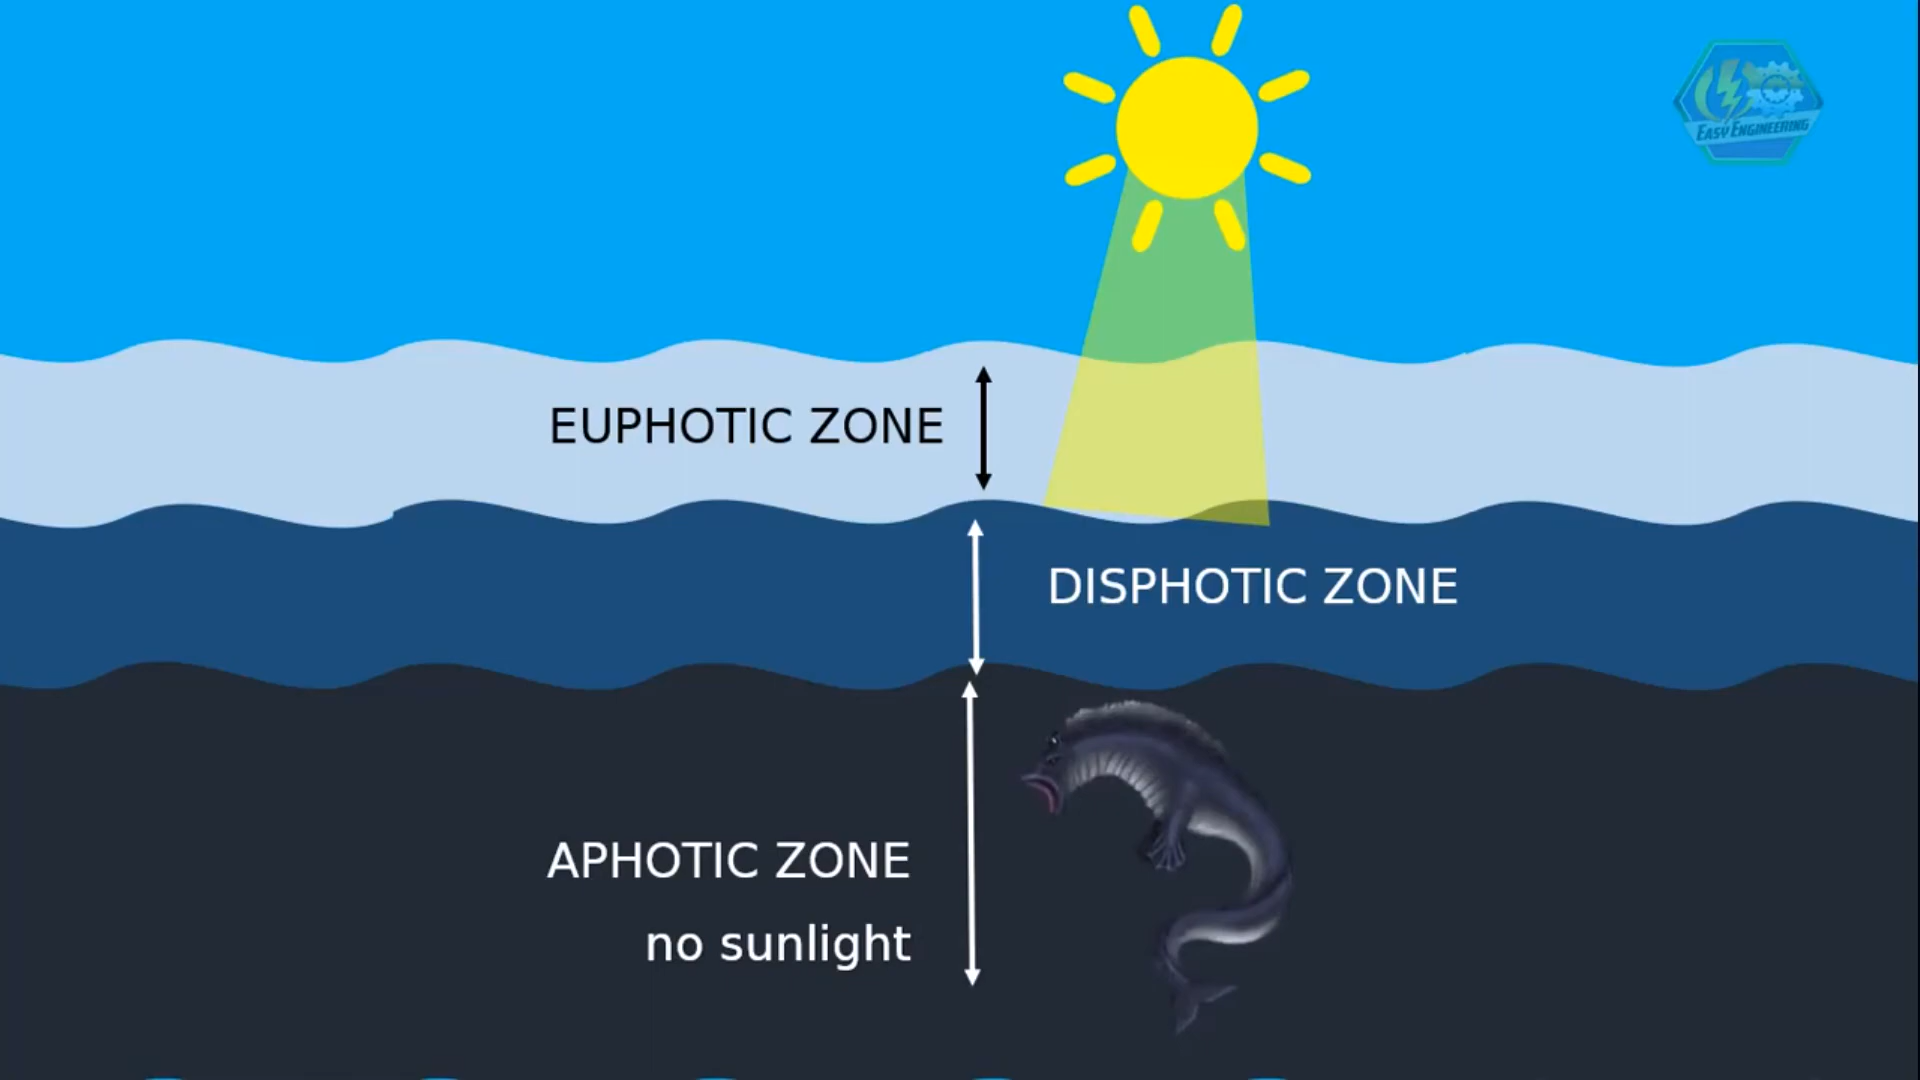 EASY ENGINEERING
EUPHOTIC ZONE
DISPHOTIC ZONE
APHOTIC ZONE
no sunlight